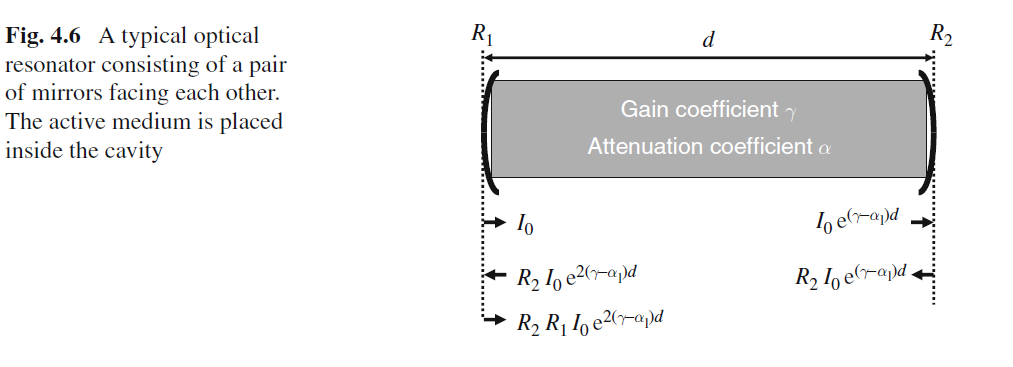 Fig. 4.6 A typical optical
resonator consisting of a pair
of mirrors facing each other.
The active medium is placed
inside the cavity
R₁ d R₂
Gain coefficient γ
Attenuation coefficient α
I₀ I₀ e^(γ−α₁)d
R₂ I₀ e^2(γ−α₁)d R₂ I₀ e^(γ−α₁)d
R₂ R₁ I₀ e^2(γ−α₁)d